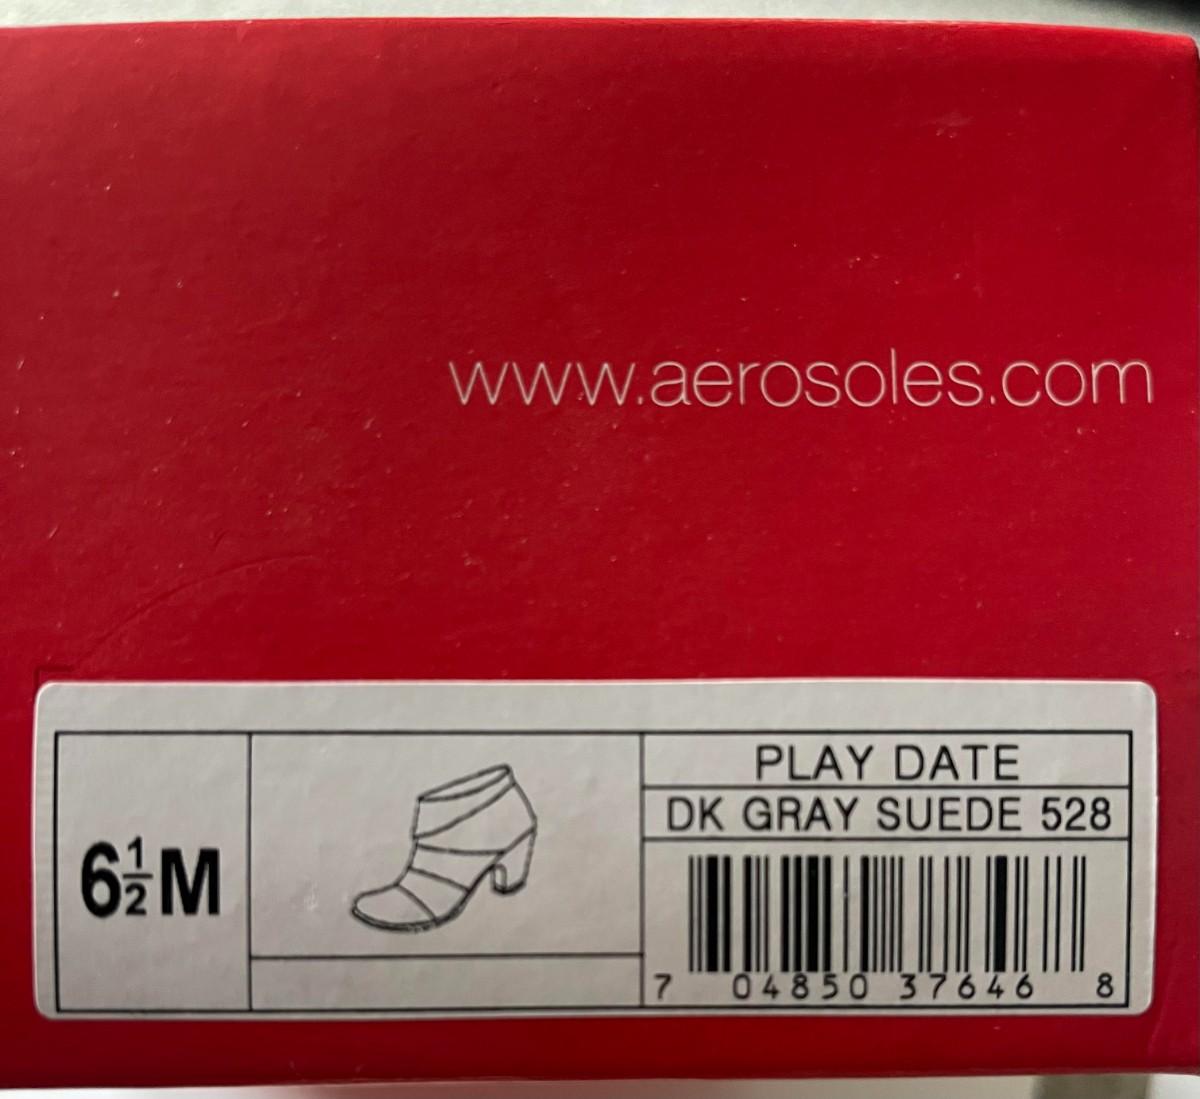 www.aerosoles.com
6½M
PLAY DATE
DK GRAY SUEDE 528
7 04850 37646 8